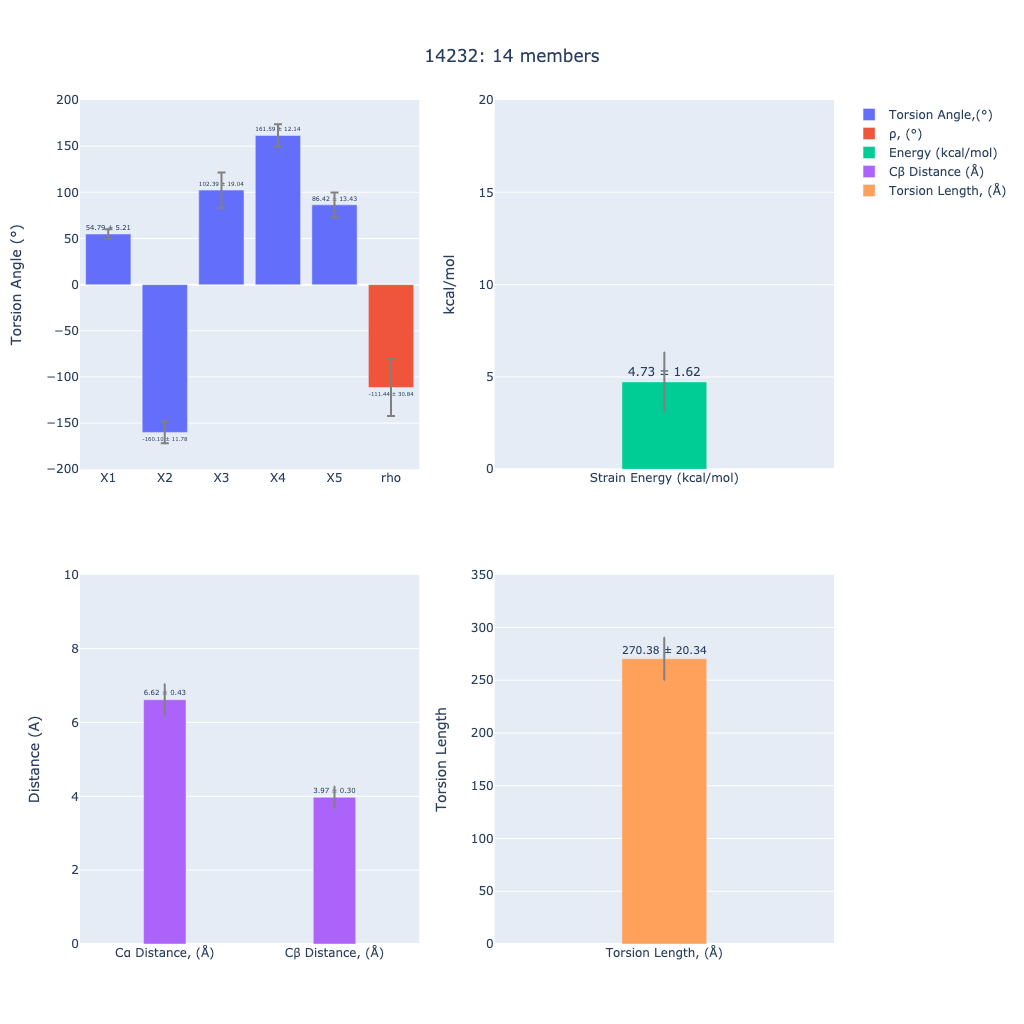 14232: 14 members
Torsion Angle (°)
200
150
100
50
0
−50
−100
−150
−200
54.79 ± 5.21
-160.10 ± 11.78
102.39 ± 19.04
161.59 ± 12.14
86.42 ± 13.43
-111.44 ± 30.84
X1 X2 X3 X4 X5 rho
kcal/mol
20
15
10
5
0
4.73 ± 1.62
Strain Energy (kcal/mol)
Torsion Angle,(°)
ρ, (°)
Energy (kcal/mol)
Cβ Distance (Å)
Torsion Length, (Å)
Distance (A)
10
8
6
4
2
0
6.62 ± 0.43
3.97 ± 0.30
Cα Distance, (Å) Cβ Distance, (Å)
Torsion Length
350
300
250
200
150
100
50
0
270.38 ± 20.34
Torsion Length, (Å)